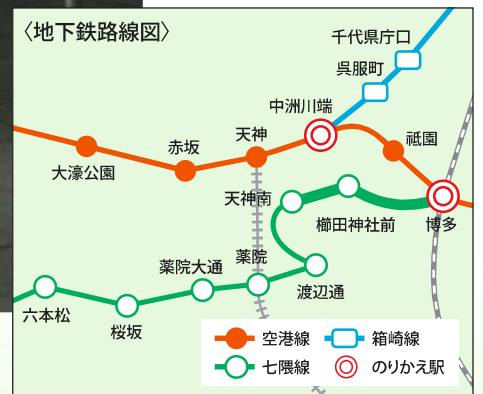 〈地下鉄路線図〉
千代県庁口
呉服町
中洲川端
天神
赤坂
祗園
大濠公園
天神南
櫛田神社前
博多
薬院
薬院大通
渡辺通
六本松
桜坂
空港線
箱崎線
七隈線
のりかえ駅